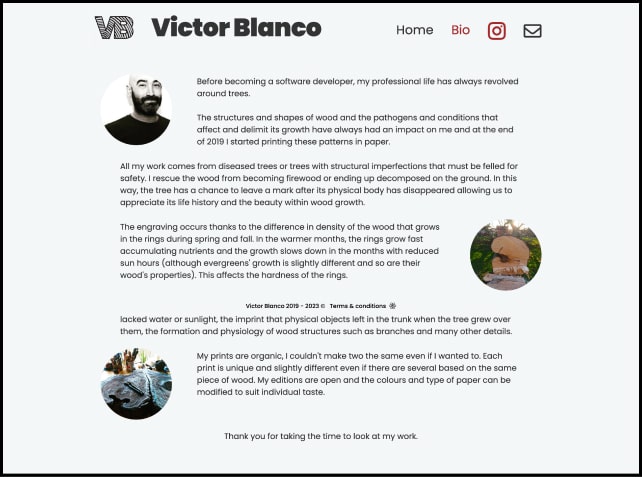 VB Victor Blanco Home Bio
Before becoming a software developer, my professional life has always revolved
around trees.
The structures and shapes of wood and the pathogens and conditions that
affect and delimit its growth have always had an impact on me and at the end
of 2019 I started printing these patterns in paper.
All my work comes from diseased trees or trees with structural imperfections that must be felled for
safety. I rescue the wood from becoming firewood or ending up decomposed on the ground. In this
way, the tree has a chance to leave a mark after its physical body has disappeared allowing us to
appreciate its life history and the beauty within wood growth.
The engraving occurs thanks to the difference in density of the wood that grows
in the rings during spring and fall. In the warmer months, the rings grow fast
accumulating nutrients and the growth slows down in the months with reduced
sun hours (although evergreens' growth is slightly different and so are their
wood's properties). This affects the hardness of the rings.
Victor Blanco 2019 - 2023 © Terms & conditions
lacked water or sunlight, the imprint that physical objects left in the trunk when the tree grew over
them, the formation and physiology of wood structures such as branches and many other details.
My prints are organic, I couldn't make two the same even if I wanted to. Each
print is unique and slightly different even if there are several based on the same
piece of wood. My editions are open and the colours and type of paper can be
modified to suit individual taste.
Thank you for taking the time to look at my work.